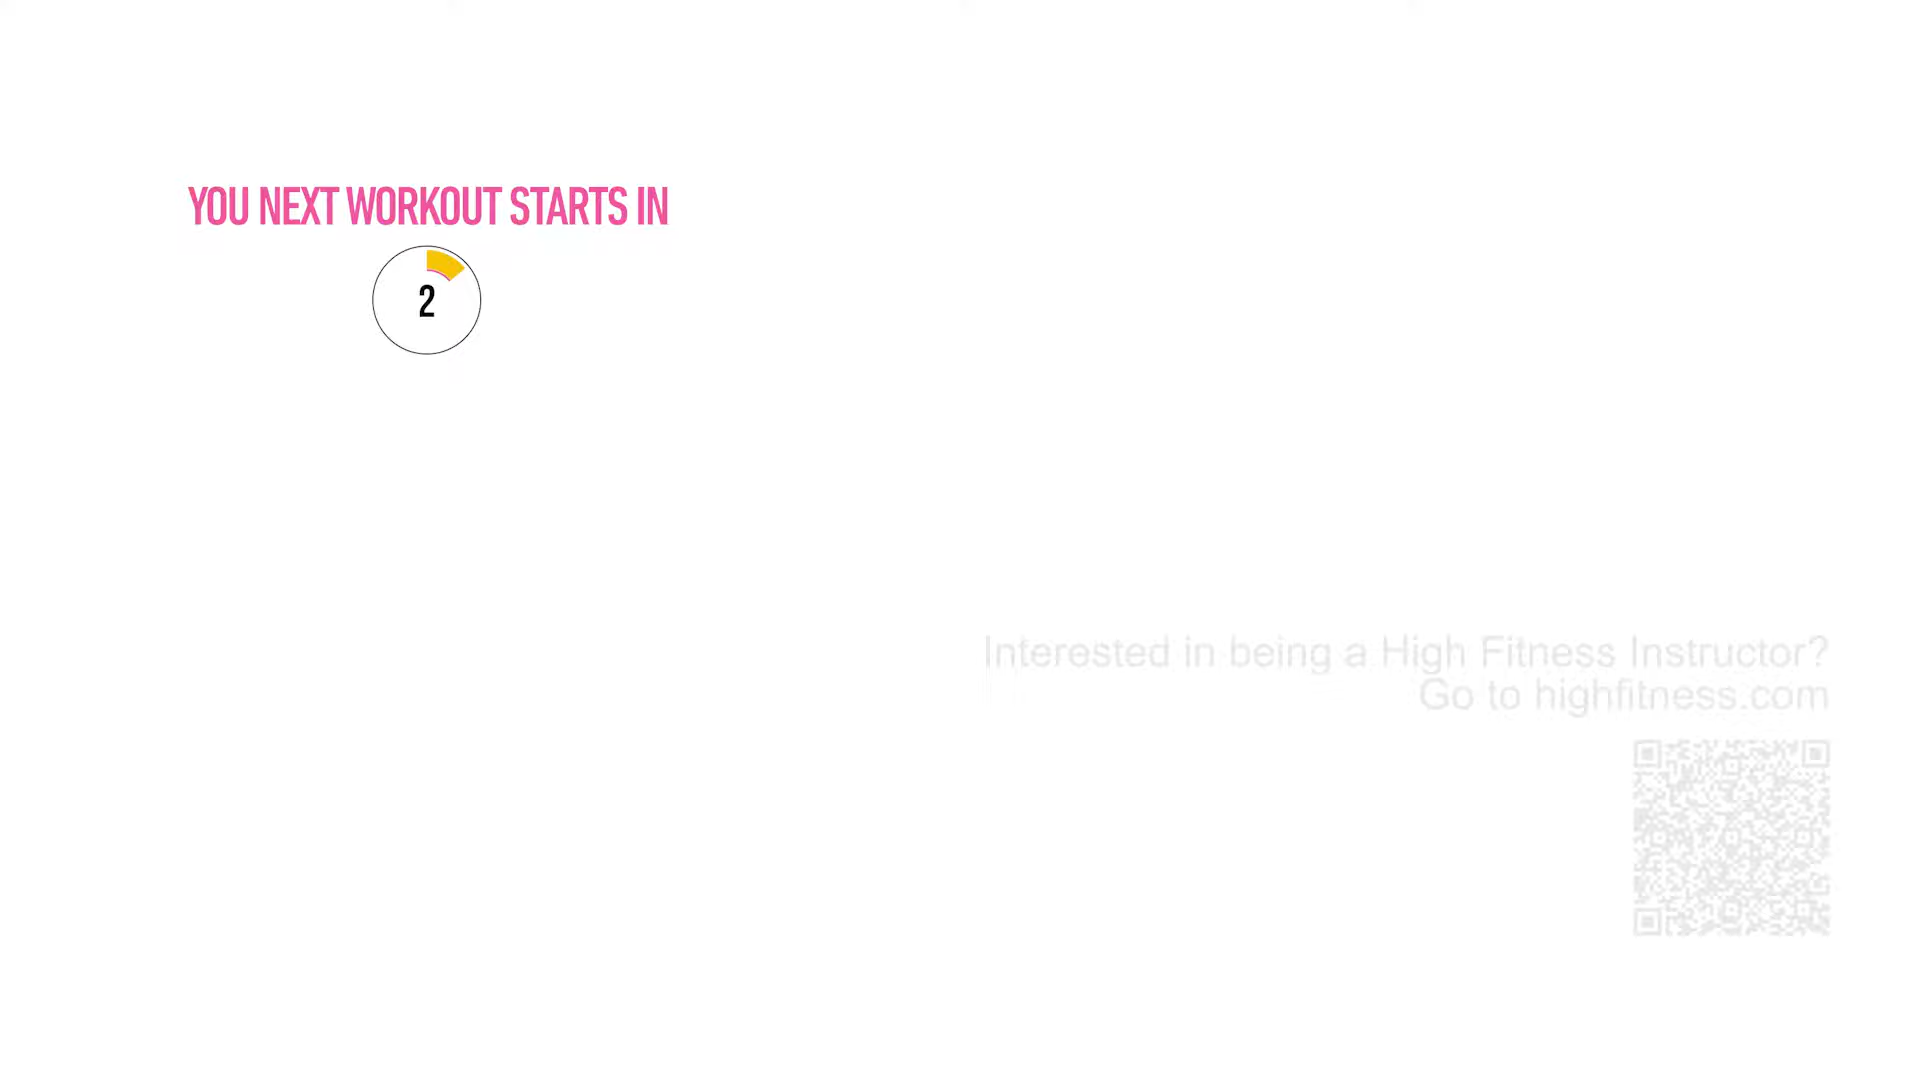 YOU NEXT WORKOUT STARTS IN
2
Interested in being a High Fitness Instructor?
Go to highfitness.com